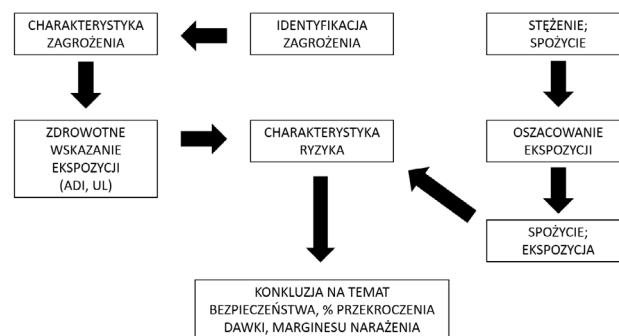 CHARAKTERYSTYKA
ZAGROŻENIA
IDENTYFIKACJA
ZAGROŻENIA
STĘŻENIE;
SPOŻYCIE
ZDROWOTNE
WSKAZANIE
EKSPOZYCJI
(ADI, UL)
CHARAKTERYSTYKA
RYZYKA
OSZACOWANIE
EKSPOZYCJI
SPOŻYCIE;
EKSPOZYCJA
KONKLUZJA NA TEMAT
BEZPIECZEŃSTWA, % PRZEKROCZENIA
DAWKI, MARGINESU NARAŻENIA